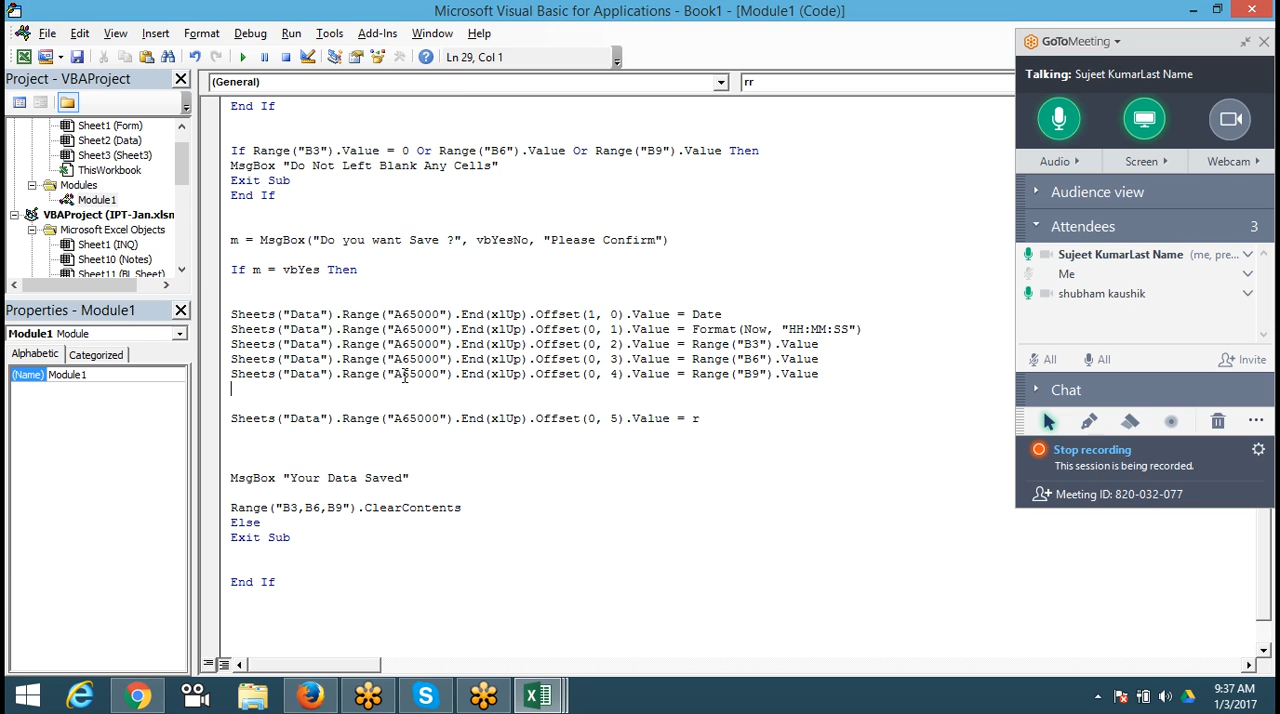 Microsoft Visual Basic for Applications - Book1 - [Module1 (Code)]
File Edit View Insert Format Debug Run Tools Add-Ins Window Help
Ln 29, Col 1
Project - VBAProject
Sheet1 (Form)
Sheet2 (Data)
Sheet3 (Sheet3)
ThisWorkbook
Modules
Module1
VBAProject (IPT-Jan.xlsn
Microsoft Excel Objects
Sheet1 (INQ)
Sheet10 (Notes)
Sheet11 (BL Sheet)
Properties - Module1
Module1 Module
Alphabetic Categorized
(Name) Module1
(General) rr
End If
If Range("B3").Value = 0 Or Range("B6").Value Or Range("B9").Value Then
MsgBox "Do Not Left Blank Any Cells"
Exit Sub
End If
m = MsgBox("Do you want Save ?", vbYesNo, "Please Confirm")
If m = vbYes Then
Sheets("Data").Range("A65000").End(xlUp).Offset(1, 0).Value = Date
Sheets("Data").Range("A65000").End(xlUp).Offset(0, 1).Value = Format(Now, "HH:MM:SS")
Sheets("Data").Range("A65000").End(xlUp).Offset(0, 2).Value = Range("B3").Value
Sheets("Data").Range("A65000").End(xlUp).Offset(0, 3).Value = Range("B6").Value
Sheets("Data").Range("A65000").End(xlUp).Offset(0, 4).Value = Range("B9").Value
Sheets("Data").Range("A65000").End(xlUp).Offset(0, 5).Value = r
MsgBox "Your Data Saved"
Range("B3,B6,B9").ClearContents
Else
Exit Sub
End If
GoToMeeting
Talking: Sujeet KumarLast Name
Audio Screen Webcam
Audience view
Attendees 3
Sujeet KumarLast Name (me, pre...
Me
shubham kaushik
All All Invite
Chat
Stop recording
This session is being recorded.
Meeting ID: 820-032-077
9:37 AM
1/3/2017